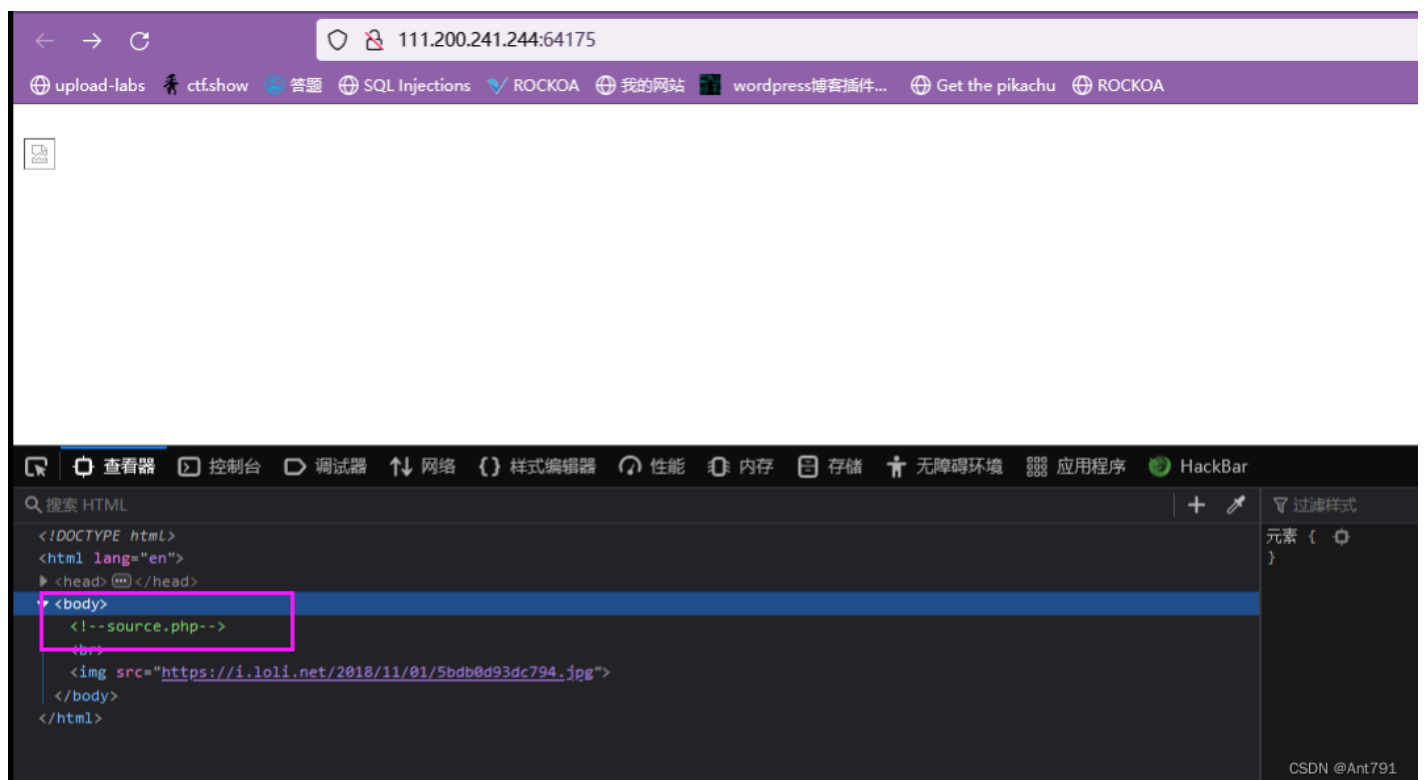 111.200.241.244:64175
upload-labs ctf.show 答题 SQL Injections ROCKOA 我的网站 wordpress博客插件... Get the pikachu ROCKOA
查看器 控制台 调试器 网络 {} 样式编辑器 性能 内存 存储 无障碍环境 应用程序 HackBar
搜索 HTML + 过滤样式
<!DOCTYPE html>
元素 {
<html lang="en">
}
<head> ... </head>
<body>
<!--source.php-->
<br>
<img src="https://i.loli.net/2018/11/01/5bdb0d93dc794.jpg">
</body>
</html>
CSDN @Ant791